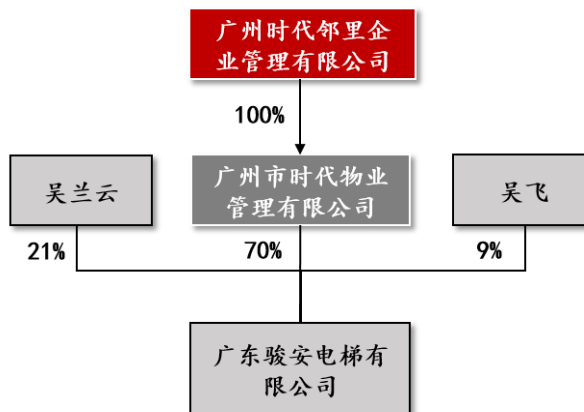 广州时代邻里企
业管理有限公司
100%
吴兰云
广州市时代物业
管理有限公司
吴飞
21%
70%
9%
广东骏安电梯有
限公司